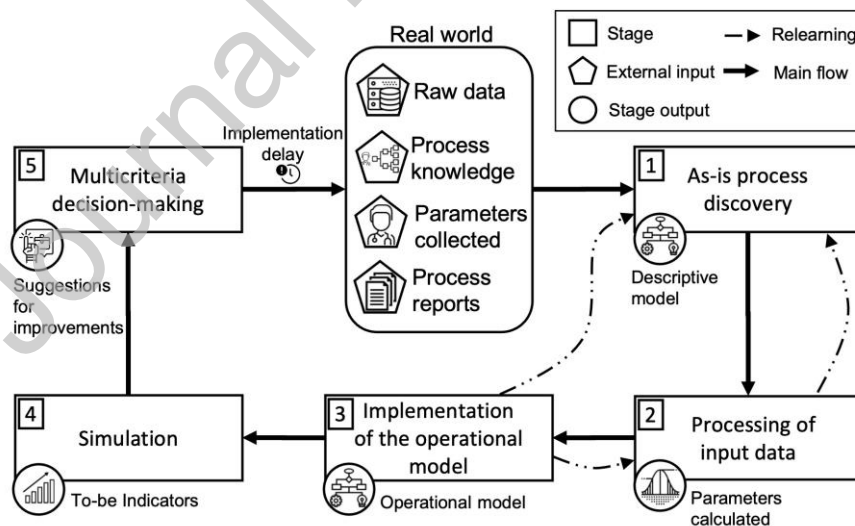 Journal
Real world
Raw data
Process
knowledge
Parameters
collected
Process
reports
Stage
Relearning
External input
Main flow
Stage output
Implementation
delay
5
Multicriteria
decision-making
Suggestions
for
improvements
1
As-is process
discovery
Descriptive
model
4
Simulation
To-be Indicators
3
Implementation
of the operational
model
Operational model
2
Processing of
input data
Parameters
calculated